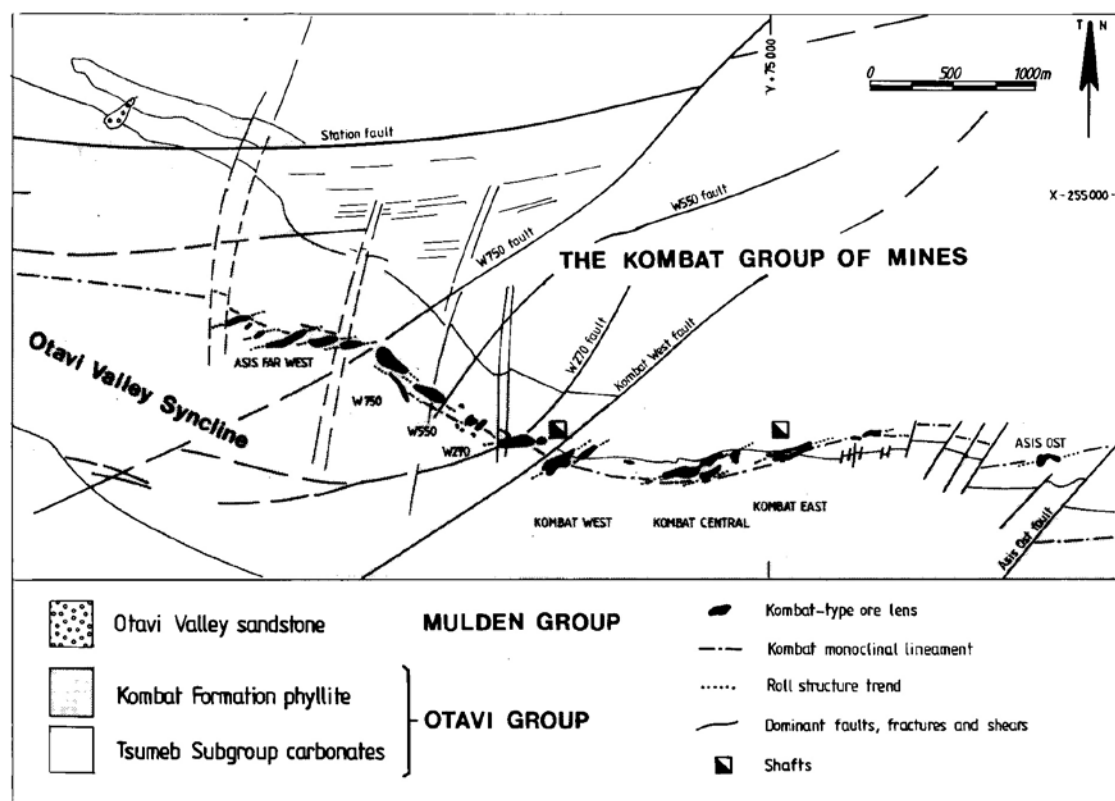 T N
0 500 1000m
Y + 75 000
Station fault
X - 255 000
W550 fault
W750 fault
THE KOMBAT GROUP OF MINES
W270 fault
Kombat West fault
Otavi Valley Syncline
ASIS FAR WEST
W750
W550
W270
ASIS OST
KOMBAT WEST
KOMBAT CENTRAL
KOMBAT EAST
Asis Ost fault
Otavi Valley sandstone
MULDEN GROUP
Kombat Formation phyllite
Tsumeb Subgroup carbonates
OTAVI GROUP
Kombat-type ore lens
Kombat monoclinal lineament
Roll structure trend
Dominant faults, fractures and shears
Shafts